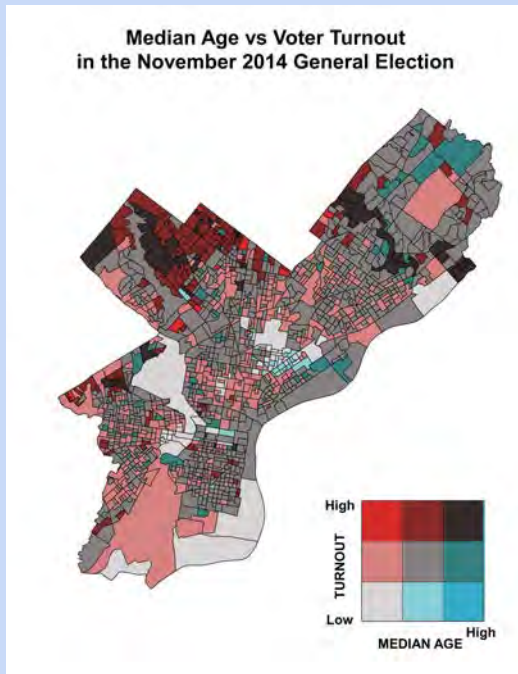 Median Age vs Voter Turnout
in the November 2014 General Election
High
TURNOUT
Low
High
MEDIAN AGE